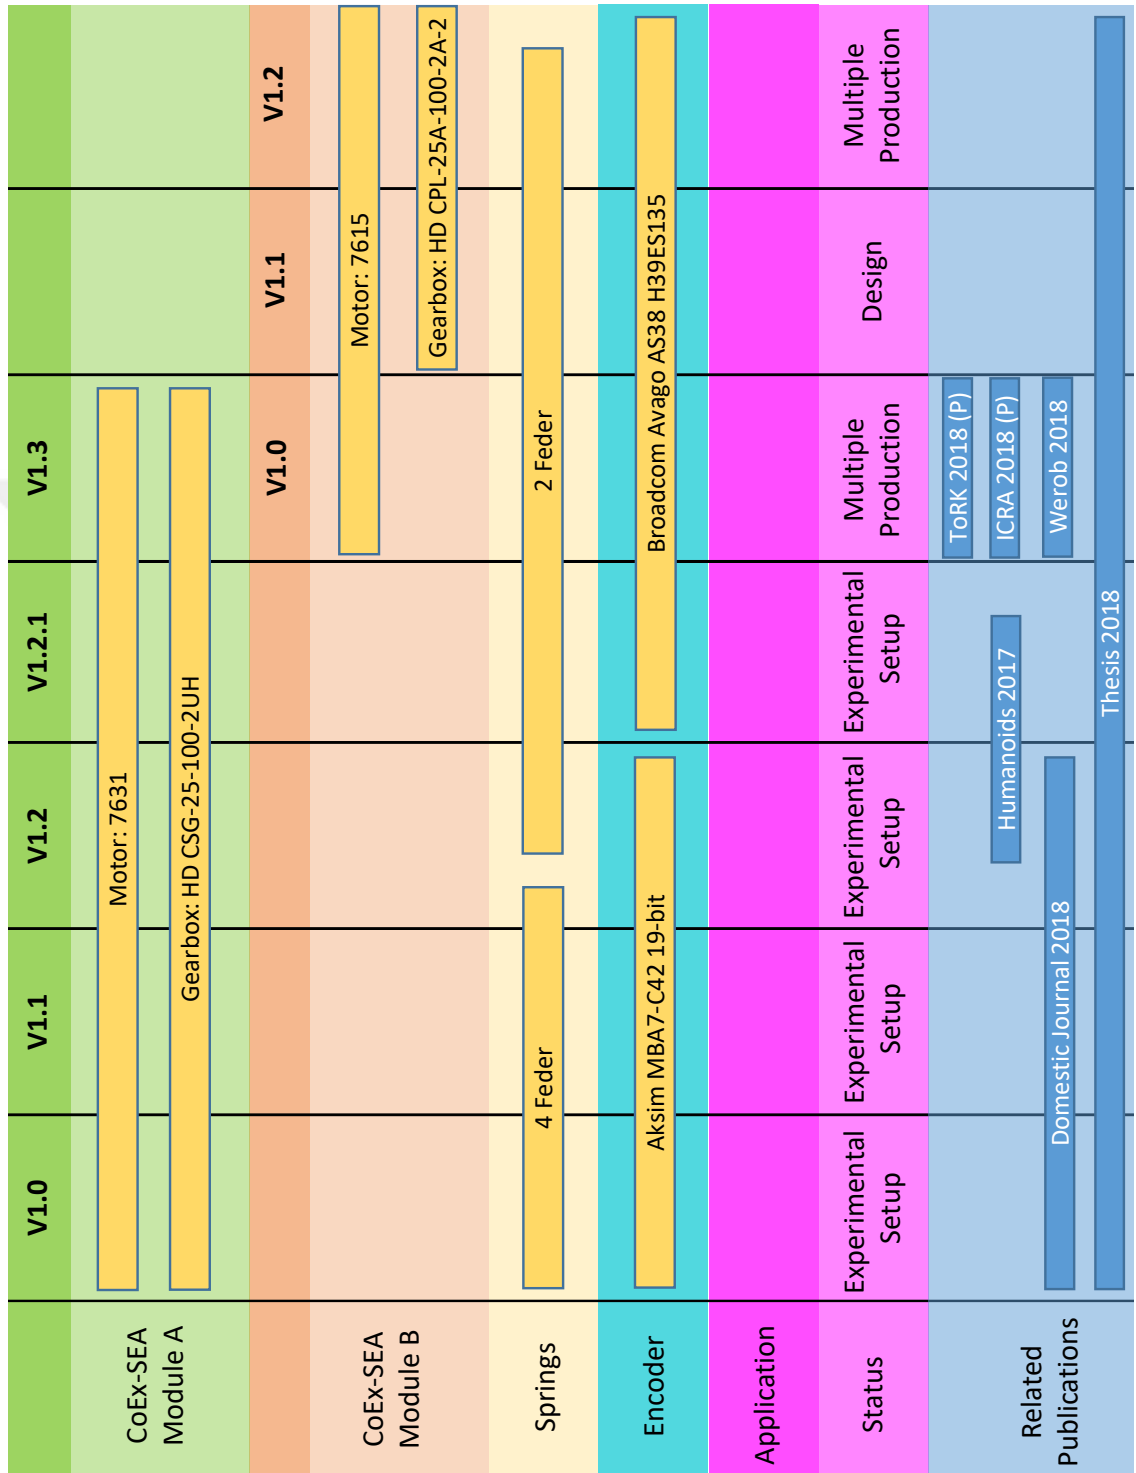 V1.0
V1.1
V1.2
V1.2.1
V1.3
CoEx-SEA
Module A
Motor: 7631
Gearbox: HD CSG-25-100-2UH
V1.0
V1.1
V1.2
CoEx-SEA
Module B
Motor: 7615
Gearbox: HD CPL-25A-100-2A-2
Springs
4 Feder
2 Feder
Encoder
Aksim MBA7-C42 19-bit
Broadcom Avago AS38 H39ES135
Application
Status
Experimental
Setup
Experimental
Setup
Experimental
Setup
Experimental
Setup
Multiple
Production
Design
Multiple
Production
Related
Publications
ToRK 2018 (P)
Humanoids 2017
ICRA 2018 (P)
Domestic Journal 2018
Werob 2018
Thesis 2018